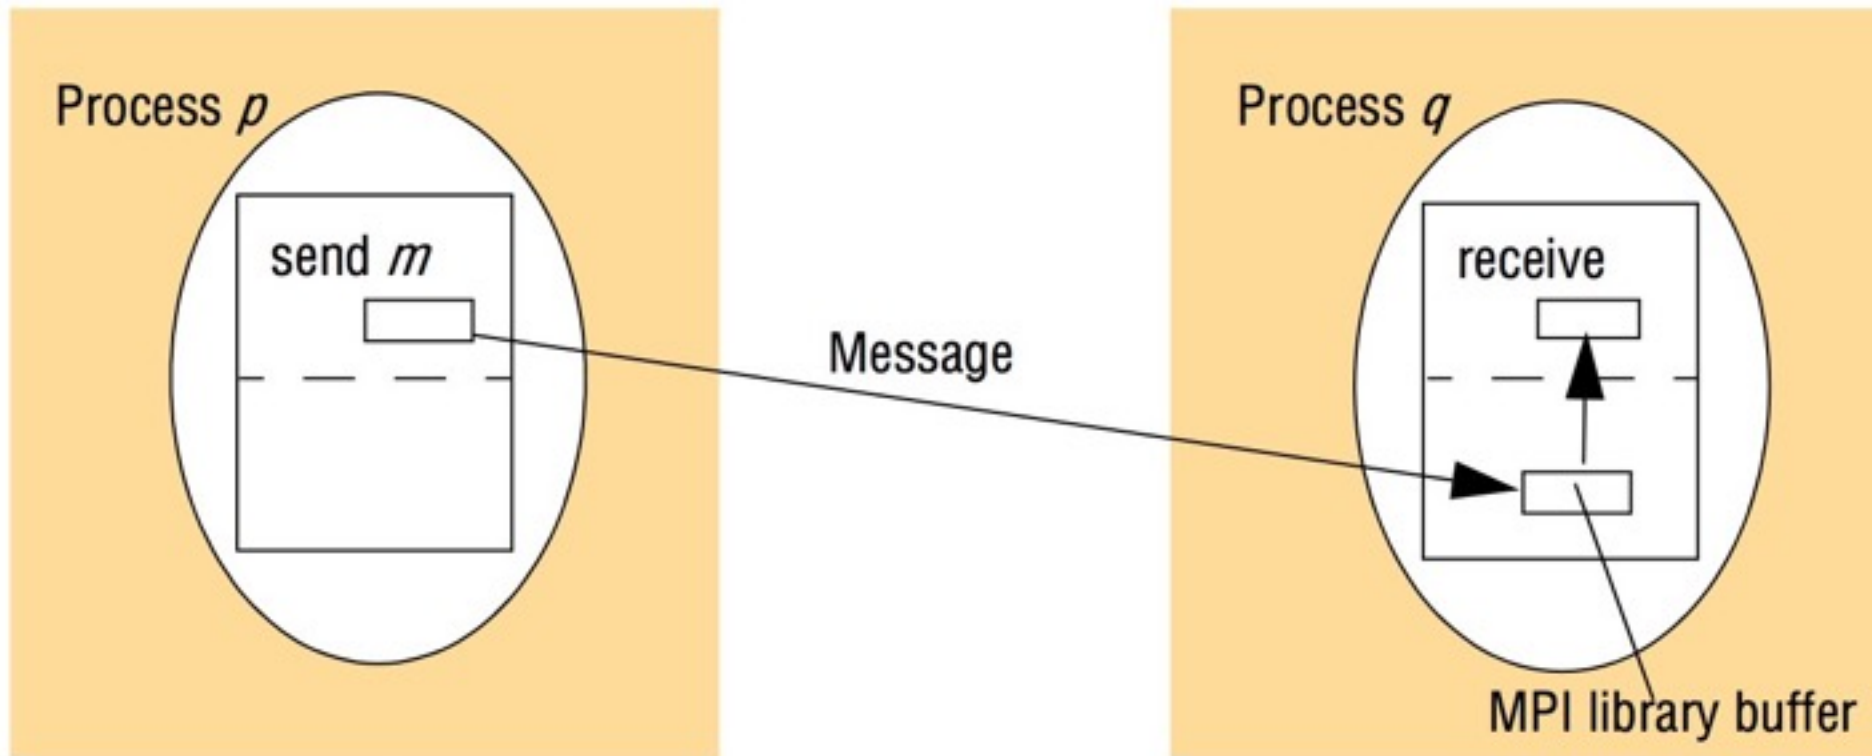 Process p
Process q
send m
receive
Message
MPI library buffer